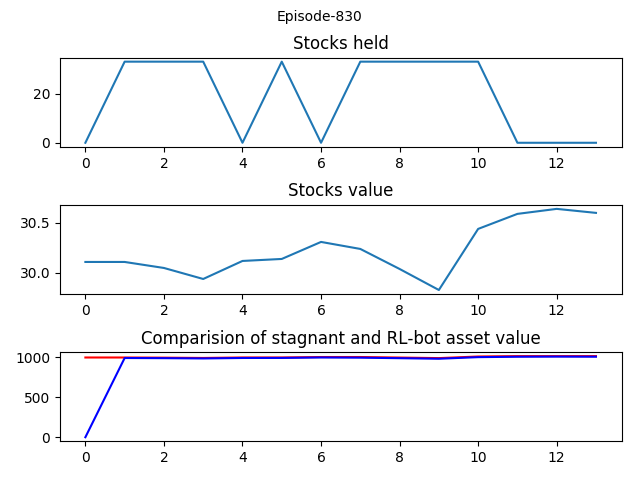 Episode-830
Stocks held
20
0
0 2 4 6 8 10 12
Stocks value
30.5
30.0
0 2 4 6 8 10 12
Comparision of stagnant and RL-bot asset value
1000
500
0
0 2 4 6 8 10 12